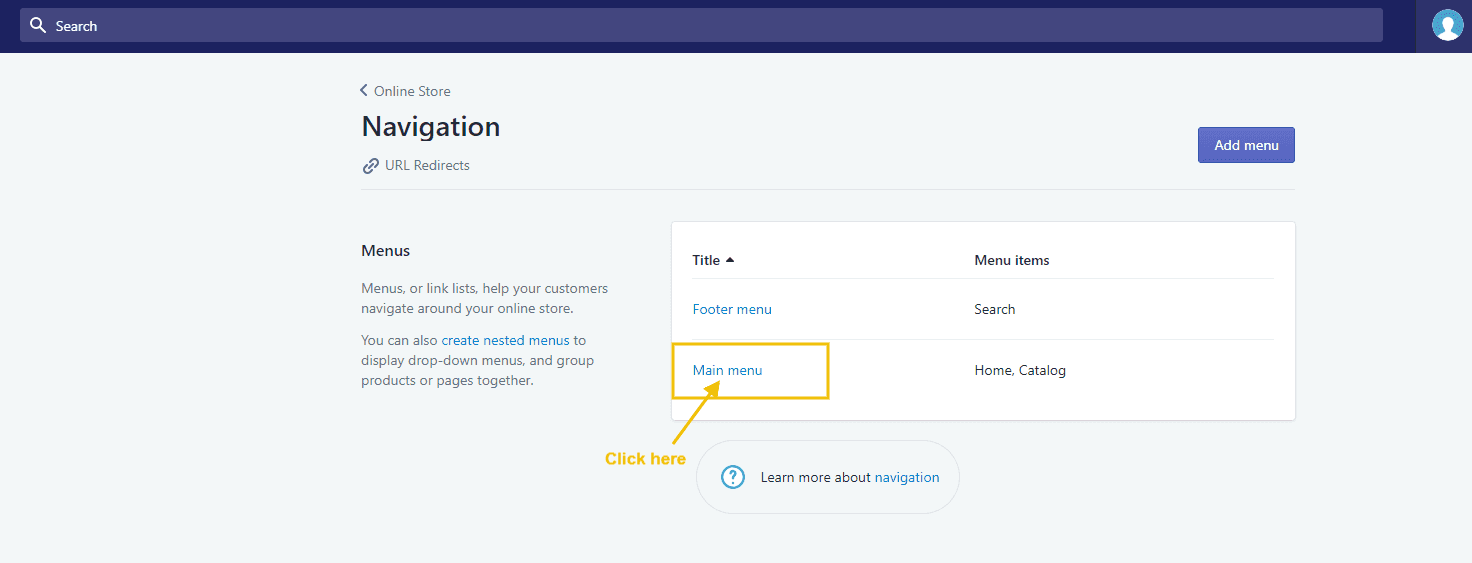 Search
Online Store
Navigation
URL Redirects
Add menu
Menus
Menus, or link lists, help your customers
navigate around your online store.
You can also create nested menus to
display drop-down menus, and group
products or pages together.
Title Menu items
Footer menu Search
Main menu Home, Catalog
Click here
? Learn more about navigation